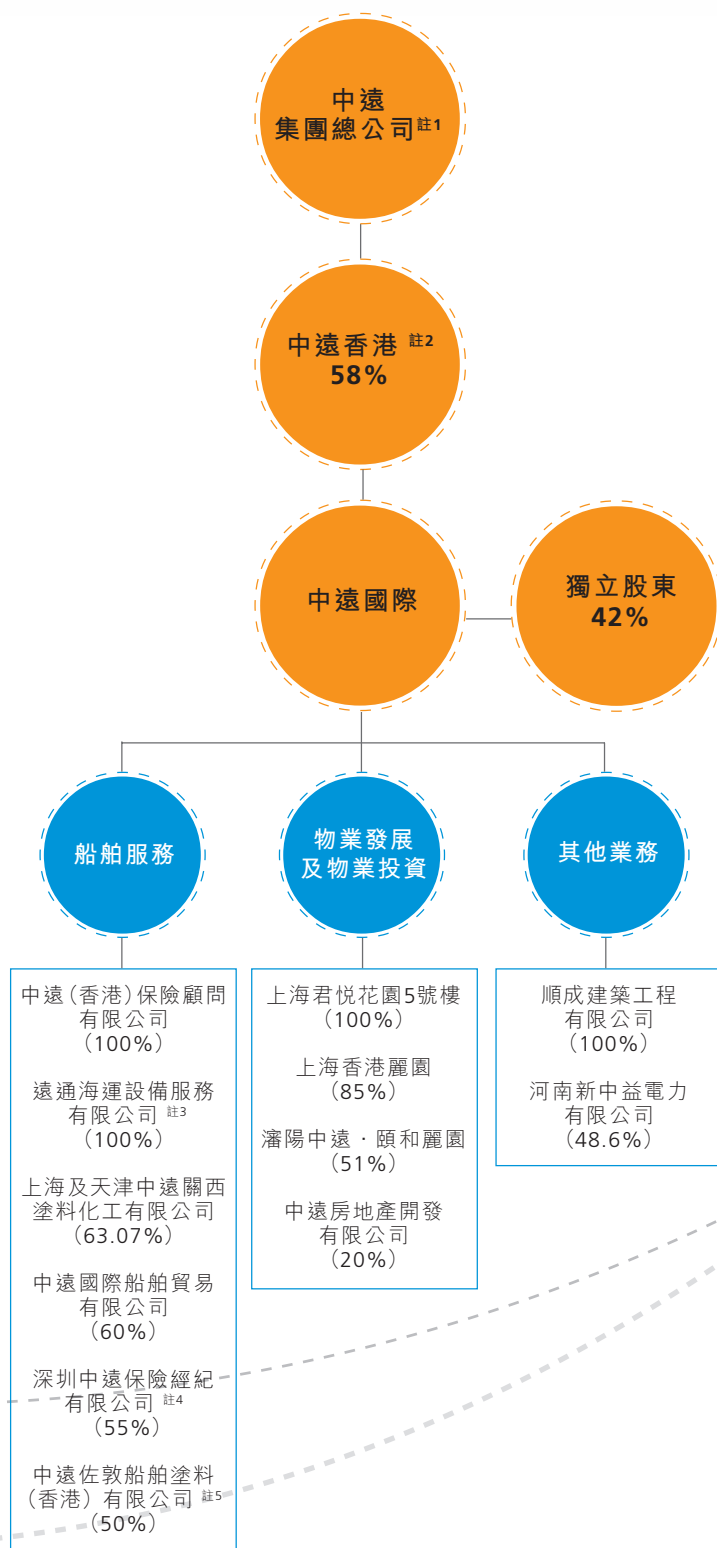 中遠
集團總公司 註1
中遠香港 註2
58%
中遠國際
獨立股東
42%
船舶服務
物業發展
及物業投資
其他業務
中遠（香港）保險顧問
有限公司
（100%）
遠通海運設備服務
有限公司 註3
（100%）
上海及天津中遠關西
塗料化工有限公司
（63.07%）
中遠國際船舶貿易
有限公司
（60%）
深圳中遠保險經紀
有限公司 註4
（55%）
中遠佐敦船舶塗料
（香港）有限公司 註5
（50%）
上海君悦花園5號樓
（100%）
上海香港麗園
（85%）
瀋陽中遠．頤和麗園
（51%）
中遠房地產開發
有限公司
（20%）
順成建築工程
有限公司
（100%）
河南新中益電力
有限公司
（48.6%）